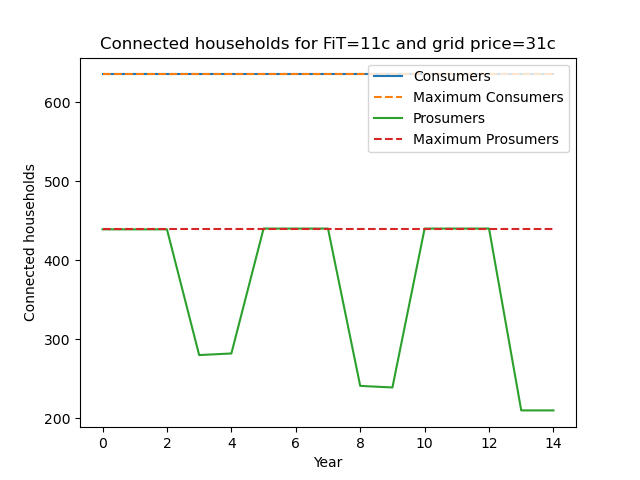 Connected households for FiT=11c and grid price=31c
Consumers
Maximum Consumers
Prosumers
Maximum Prosumers
Connected households
600
500
400
300
200
0 2 4 6 8 10 12 14
Year